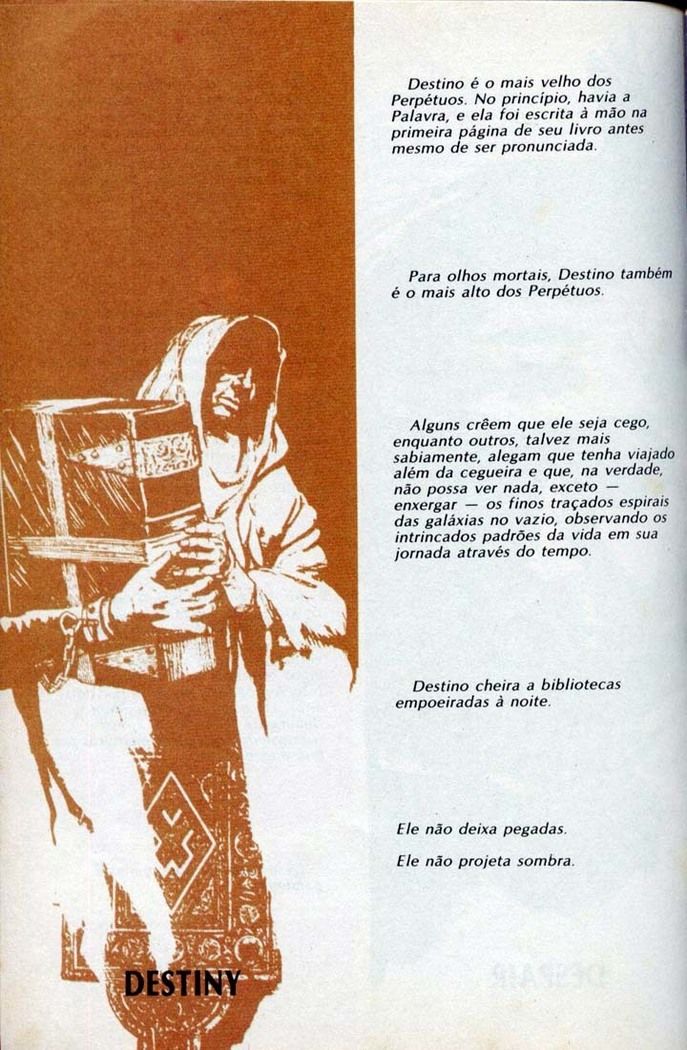 Destino é o mais velho dos
Perpétuos. No princípio, havia a
Palavra, e ela foi escrita à mão na
primeira página de seu livro antes
mesmo de ser pronunciada.
Para olhos mortais, Destino também
é o mais alto dos Perpétuos.
Alguns crêem que ele seja cego,
enquanto outros, talvez mais
sabiamente, alegam que tenha viajado
além da cegueira e que, na verdade,
não possa ver nada, exceto —
enxergar — os finos traçados espirais
das galáxias no vazio, observando os
intrincados padrões da vida em sua
jornada através do tempo.
Destino cheira a bibliotecas
empoeiradas à noite.
Ele não deixa pegadas.
Ele não projeta sombra.
DESTINY
DESPAIR